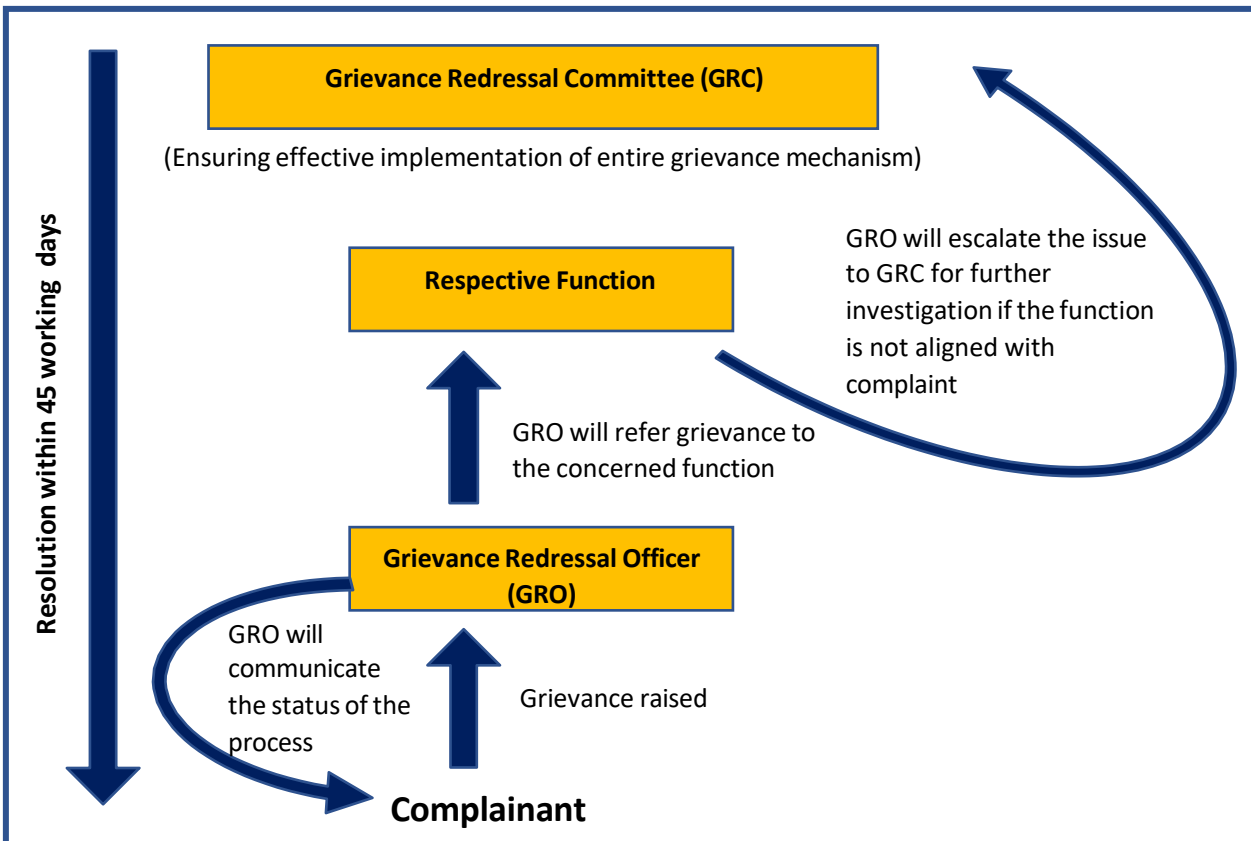 Grievance Redressal Committee (GRC)
(Ensuring effective implementation of entire grievance mechanism)
Resolution within 45 working days
GRO will escalate the issue
to GRC for further
investigation if the function
is not aligned with
complaint
Respective Function
GRO will refer grievance to
the concerned function
Grievance Redressal Officer
(GRO)
GRO will
communicate
the status of the
process
Grievance raised
Complainant